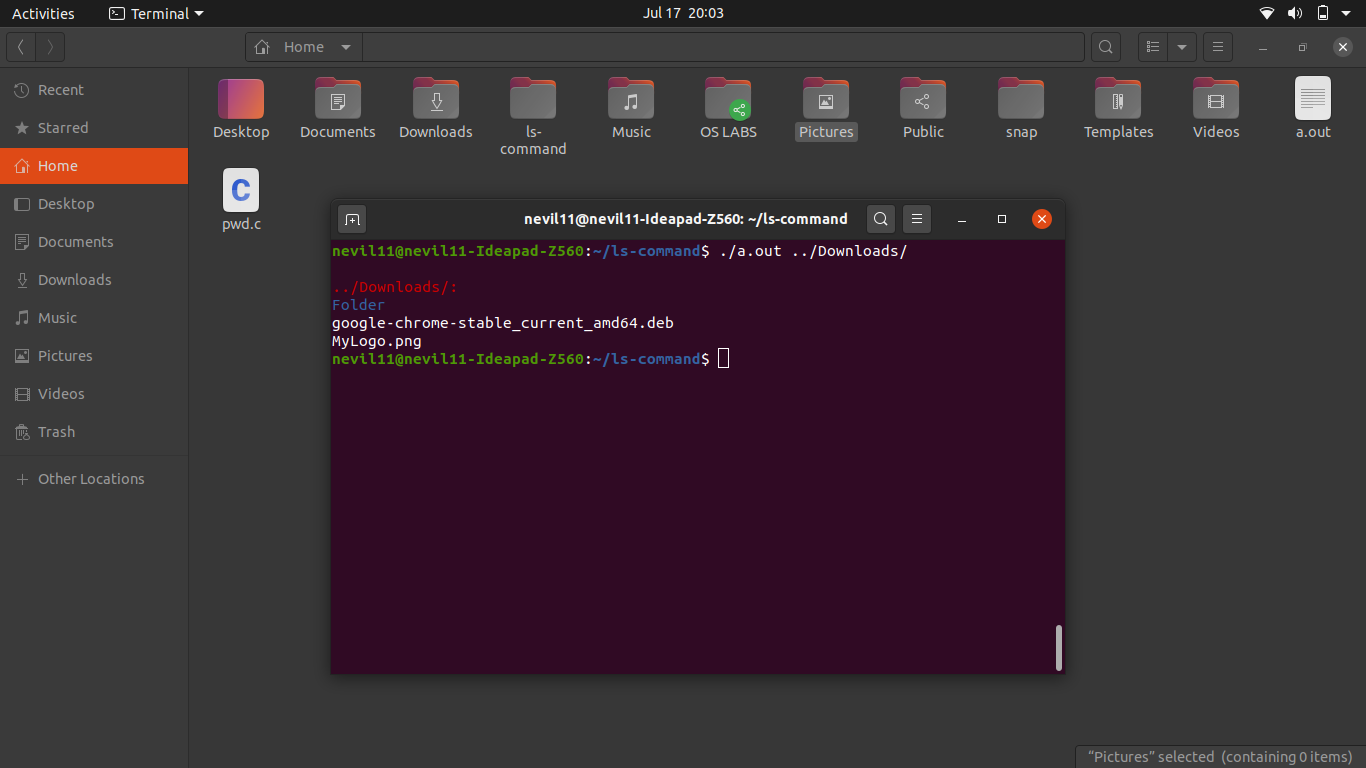 Activities
Terminal
Jul 17 20:03
Home
Recent
Starred
Home
Desktop
Documents
Downloads
Music
Pictures
Videos
Trash
Other Locations
Desktop
Documents
Downloads
ls-
command
Music
OS LABS
Pictures
Public
snap
Templates
Videos
a.out
C
pwd.c
nevil11@nevil11-Ideapad-Z560: ~/ls-command
nevil11@nevil11-Ideapad-Z560:~/ls-command$ ./a.out ../Downloads/
../Downloads/:
Folder
google-chrome-stable_current_amd64.deb
MyLogo.png
nevil11@nevil11-Ideapad-Z560:~/ls-command$
“Pictures” selected (containing 0 items)